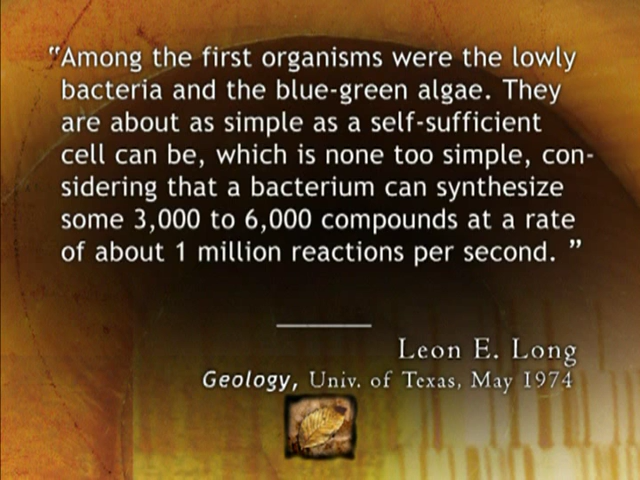 “Among the first organisms were the lowly
bacteria and the blue-green algae. They
are about as simple as a self-sufficient
cell can be, which is none too simple, con-
sidering that a bacterium can synthesize
some 3,000 to 6,000 compounds at a rate
of about 1 million reactions per second. ”
Leon E. Long
Geology, Univ. of Texas, May 1974